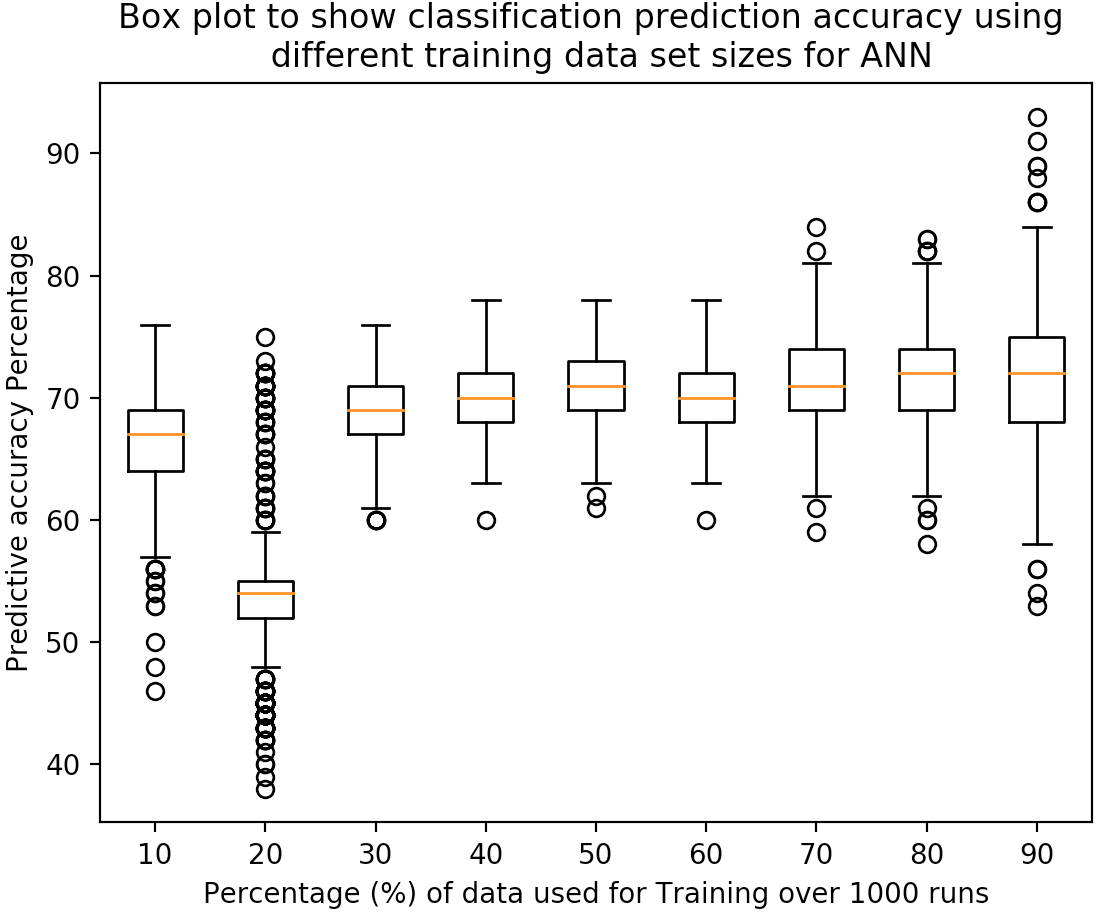 Box plot to show classification prediction accuracy using
different training data set sizes for ANN
Predictive accuracy Percentage
90
80
70
60
50
40
10 20 30 40 50 60 70 80 90
Percentage (%) of data used for Training over 1000 runs